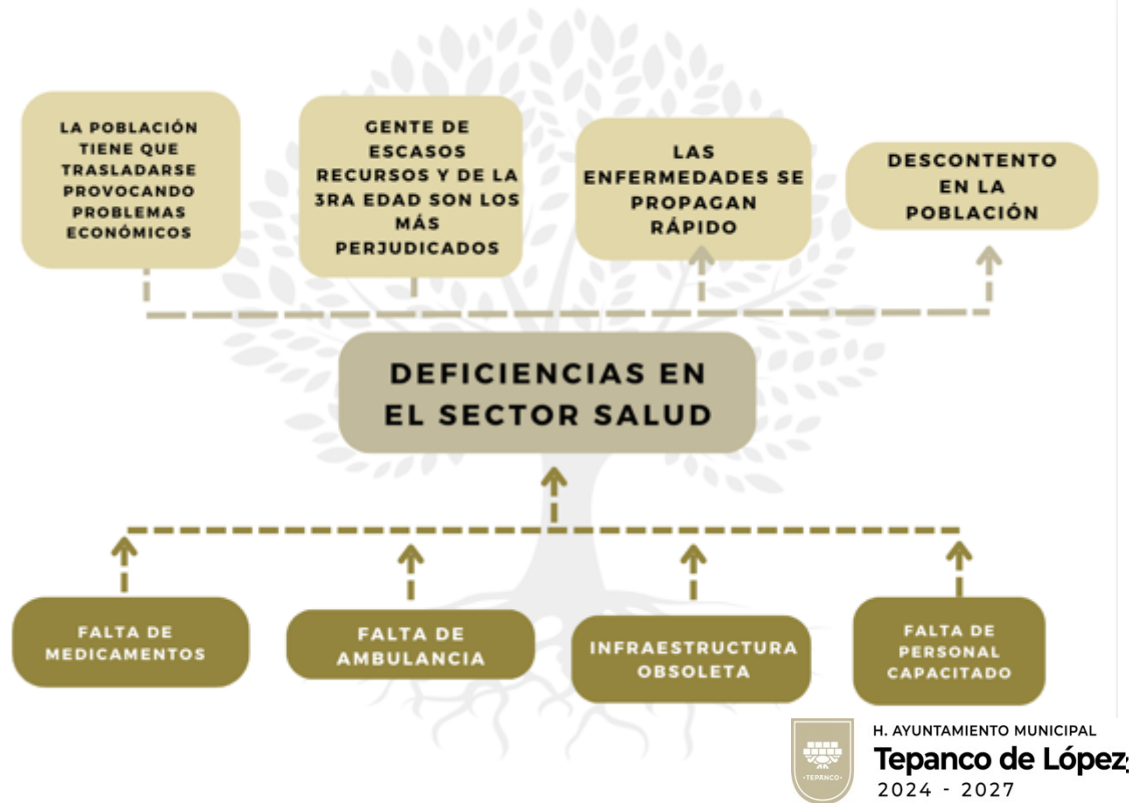 LA POBLACIÓN
TIENE QUE
TRASLADARSE
PROVOCANDO
PROBLEMAS
ECONÓMICOS
GENTE DE
ESCASOS
RECURSOS Y DE LA
3RA EDAD SON LOS
MÁS
PERJUDICADOS
LAS
ENFERMEDADES SE
PROPAGAN
RÁPIDO
DESCONTENTO
EN LA
POBLACIÓN
DEFICIENCIAS EN
EL SECTOR SALUD
FALTA DE
MEDICAMENTOS
FALTA DE
AMBULANCIA
INFRAESTRUCTURA
OBSOLETA
FALTA DE
PERSONAL
CAPACITADO
·TEPANCO·
H. AYUNTAMIENTO MUNICIPAL
Tepanco de López;
2024 - 2027